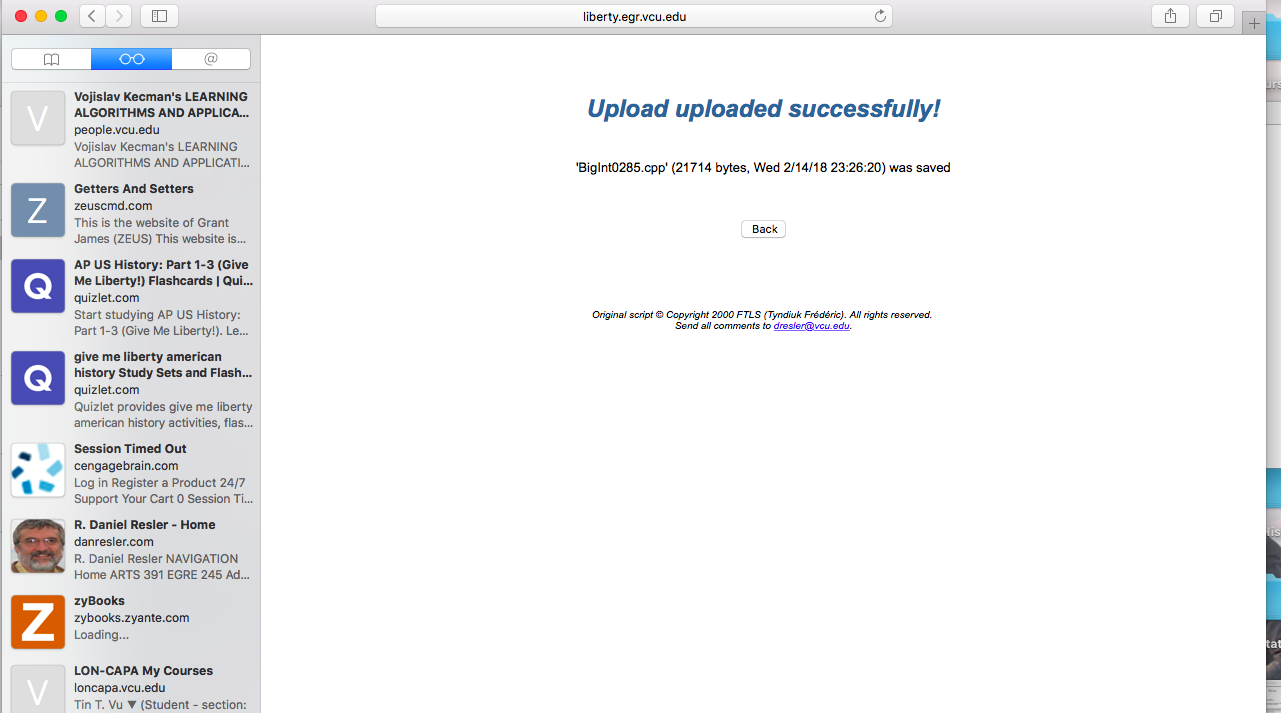 liberty.egr.vcu.edu
@
V
Vojislav Kecman's LEARNING
ALGORITHMS AND APPLICA...
people.vcu.edu
Vojislav Kecman's LEARNING
ALGORITHMS AND APPLICATI...
Z
Getters And Setters
zeuscmd.com
This is the website of Grant
James (ZEUS) This website is...
Q
AP US History: Part 1-3 (Give
Me Liberty!) Flashcards | Qui...
quizlet.com
Start studying AP US History:
Part 1-3 (Give Me Liberty!). Le...
Q
give me liberty american
history Study Sets and Flash...
quizlet.com
Quizlet provides give me liberty
american history activities, flas...
Session Timed Out
cengagebrain.com
Log in Register a Product 24/7
Support Your Cart 0 Session Ti...
R. Daniel Resler - Home
danresler.com
R. Daniel Resler NAVIGATION
Home ARTS 391 EGRE 245 Ad...
Z
zyBooks
zybooks.zyante.com
Loading...
V
LON-CAPA My Courses
loncapa.vcu.edu
Tin T. Vu ▼ (Student - section:
Upload uploaded successfully!
'BigInt0285.cpp' (21714 bytes, Wed 2/14/18 23:26:20) was saved
Back
Original script © Copyright 2000 FTLS (Tyndiuk Frédéric). All rights reserved.
Send all comments to dresler@vcu.edu.